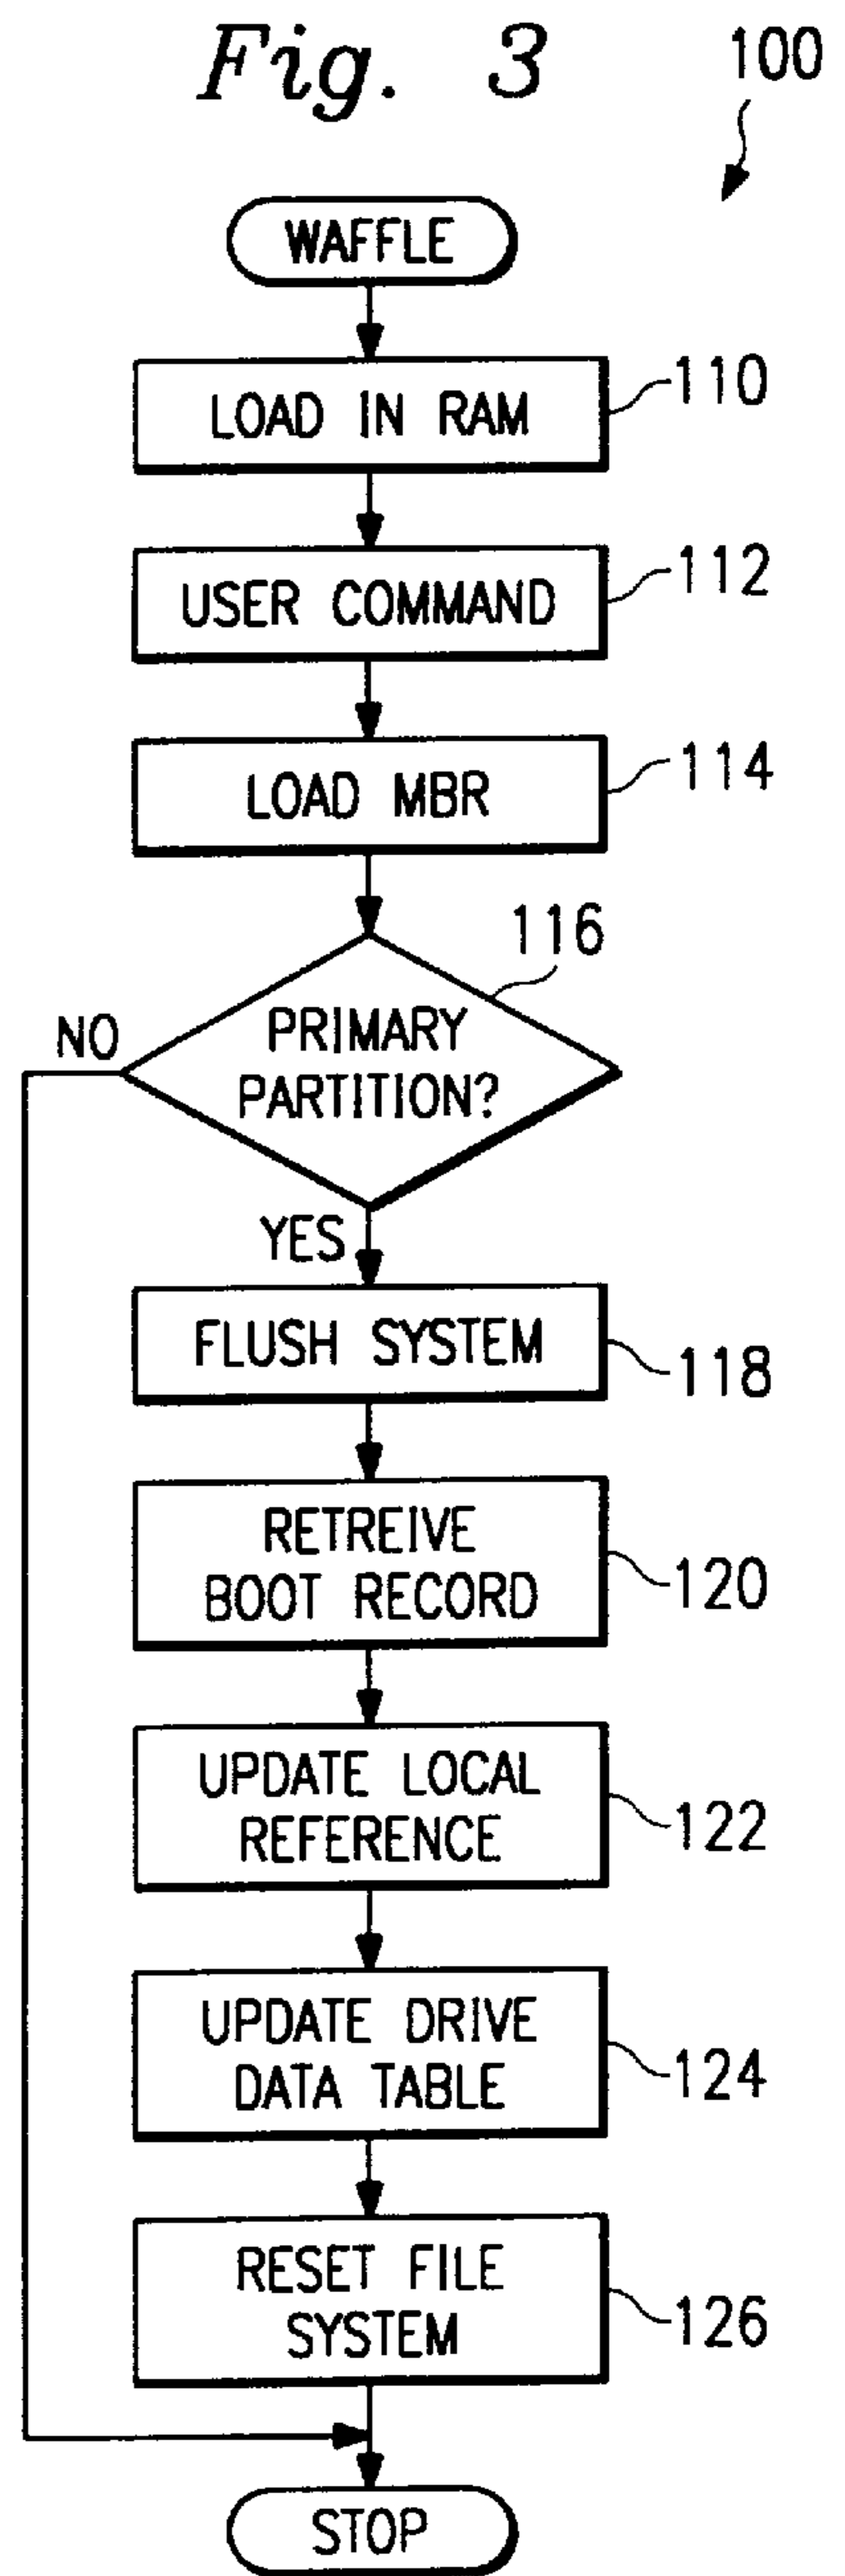 Fig. 3
100
WAFFLE
LOAD IN RAM
110
USER COMMAND
112
LOAD MBR
114
116
PRIMARY
PARTITION?
NO
YES
FLUSH SYSTEM
118
RETREIVE
BOOT RECORD
120
UPDATE LOCAL
REFERENCE
122
UPDATE DRIVE
DATA TABLE
124
RESET FILE
SYSTEM
126
STOP